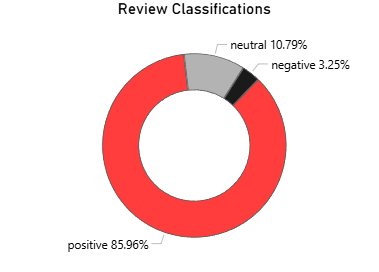 Review Classifications
neutral 10.79%
negative 3.25%
positive 85.96%